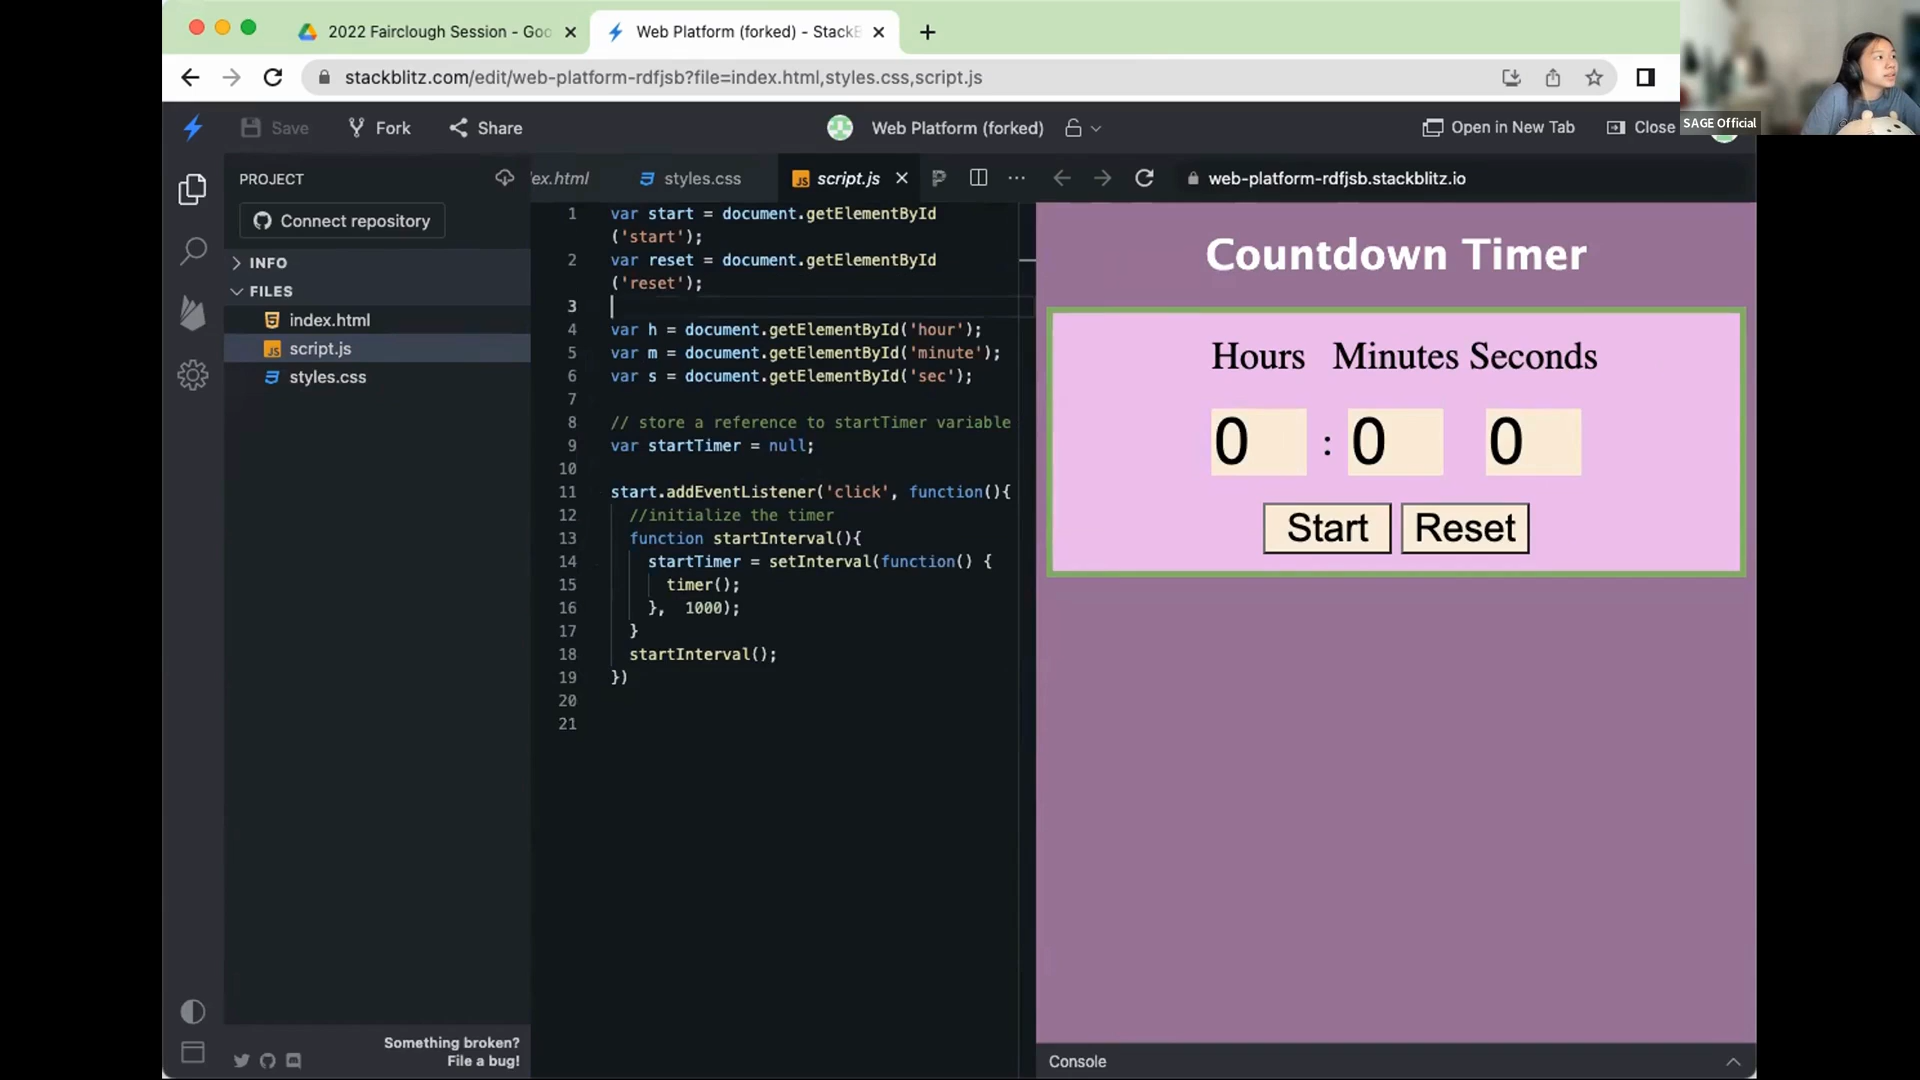 2022 Fairclough Session - Goo
Web Platform (forked) - StackB
stackblitz.com/edit/web-platform-rdfjsb?file=index.html,styles.css,script.js
SAGE Official
Save
Fork
Share
Web Platform (forked)
Open in New Tab
Close
PROJECT
Connect repository
INFO
FILES
index.html
script.js
styles.css
Something broken?
File a bug!
ex.html
styles.css
script.js
1 var start = document.getElementById
('start');
2 var reset = document.getElementById
('reset');
3
4 var h = document.getElementById('hour');
5 var m = document.getElementById('minute');
6 var s = document.getElementById('sec');
7
8 // store a reference to startTimer variable
9 var startTimer = null;
10
11 start.addEventListener('click', function(){
12 //initialize the timer
13 function startInterval(){
14 startTimer = setInterval(function() {
15 timer();
16 }, 1000);
17 }
18 startInterval();
19 })
20
21
web-platform-rdfjsb.stackblitz.io
Countdown Timer
Hours Minutes Seconds
0 : 0 0
Start Reset
Console